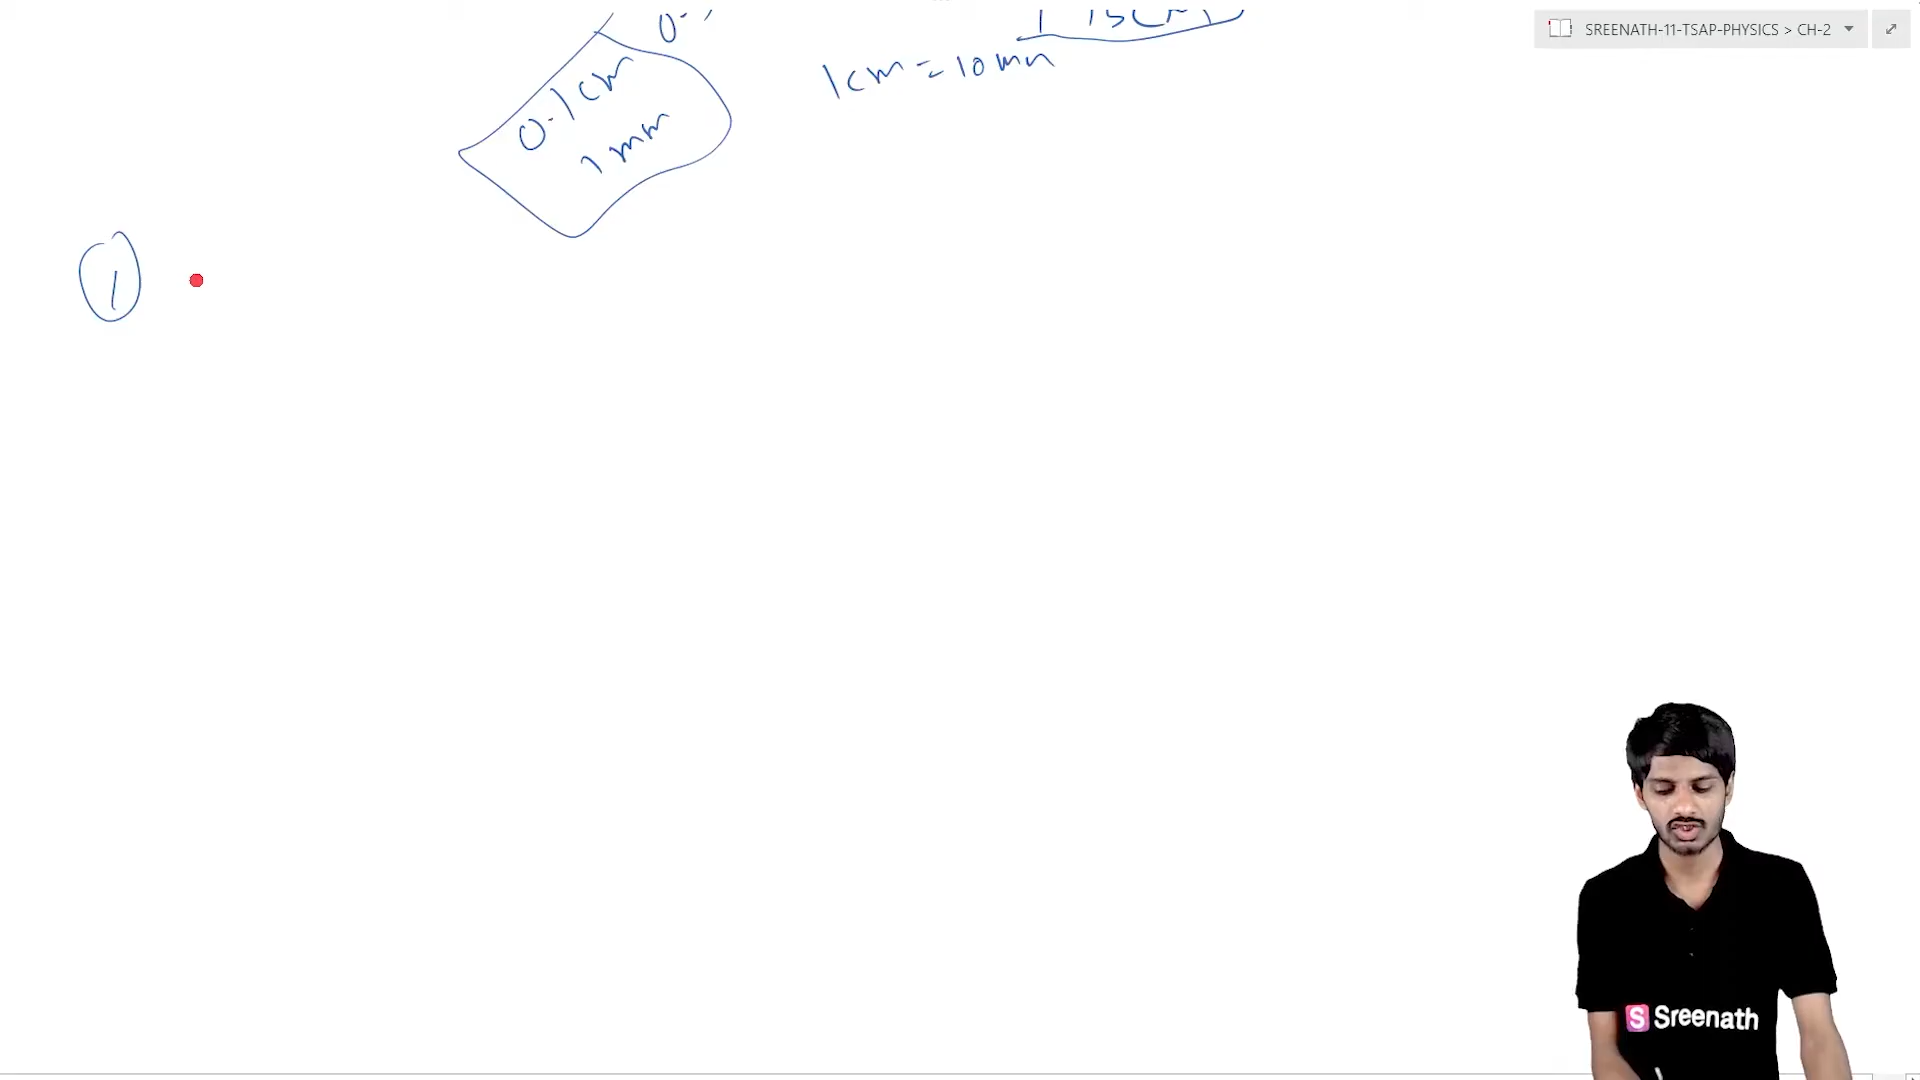 SREENATH-11-TSAP-PHYSICS > CH-2
1cm = 10mm
0.1cm
1mm
1
S Sreenath